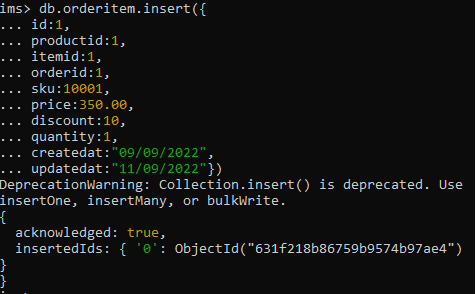 ims> db.orderitem.insert({
... id:1,
... productid:1,
... itemid:1,
... orderid:1,
... sku:10001,
... price:350.00,
... discount:10,
... quantity:1,
... createdat:"09/09/2022",
... updatedat:"11/09/2022"})
DeprecationWarning: Collection.insert() is deprecated. Use
insertOne, insertMany, or bulkWrite.
{
  acknowledged: true,
  insertedIds: { '0': ObjectId("631f218b86759b9574b97ae4")
}
}